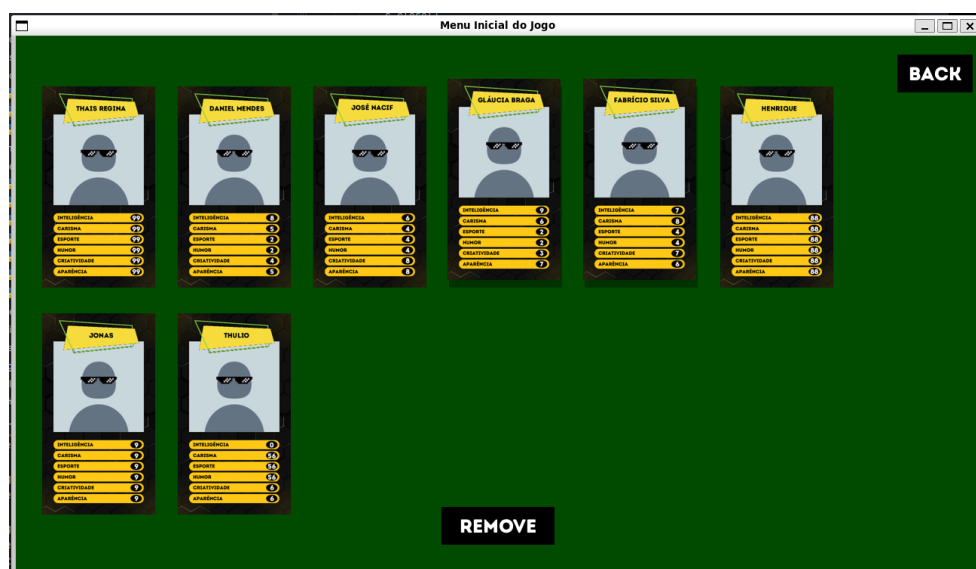 Menu Inicial do Jogo
BACK
THAIS REGINA
INTELIGÊNCIA 99
CARISMA 99
ESPORTE 99
HUMOR 99
CRIATIVIDADE 99
APARÊNCIA 99
DANIEL MENDES
INTELIGÊNCIA 8
CARISMA 5
ESPORTE 2
HUMOR 2
CRIATIVIDADE 4
APARÊNCIA 5
JOSÉ NACIF
INTELIGÊNCIA 6
CARISMA 4
ESPORTE 4
HUMOR 4
CRIATIVIDADE 8
APARÊNCIA 8
GLÁUCIA BRAGA
INTELIGÊNCIA 9
CARISMA 6
ESPORTE 2
HUMOR 2
CRIATIVIDADE 3
APARÊNCIA 7
FABRÍCIO SILVA
INTELIGÊNCIA 7
CARISMA 8
ESPORTE 4
HUMOR 4
CRIATIVIDADE 7
APARÊNCIA 6
HENRIQUE
INTELIGÊNCIA 88
CARISMA 88
ESPORTE 88
HUMOR 88
CRIATIVIDADE 88
APARÊNCIA 88
JONAS
INTELIGÊNCIA 9
CARISMA 9
ESPORTE 9
HUMOR 9
CRIATIVIDADE 9
APARÊNCIA 9
THULIO
INTELIGÊNCIA 0
CARISMA 56
ESPORTE 56
HUMOR 56
CRIATIVIDADE 6
APARÊNCIA 6
REMOVE